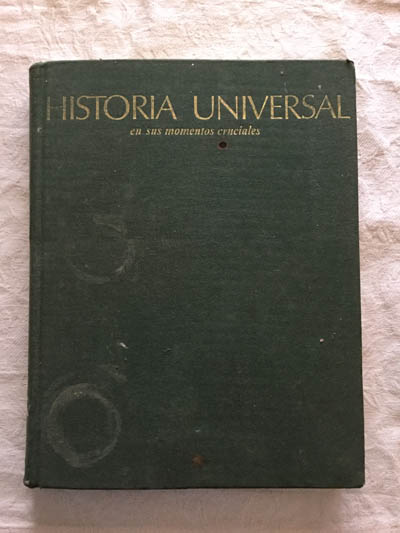 HISTORIA UNIVERSAL
en sus momentos cruciales